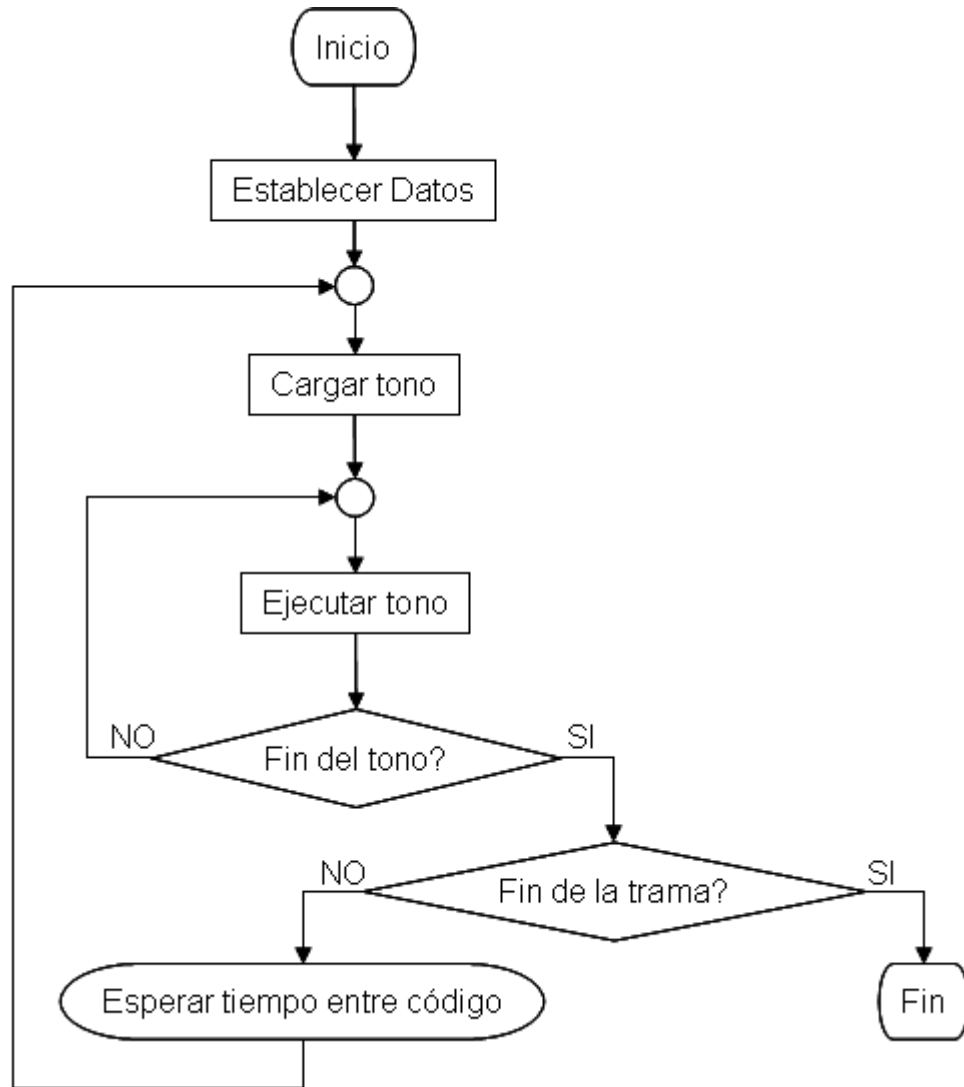 Inicio
Establecer Datos
Cargar tono
Ejecutar tono
NO
SI
Fin del tono?
NO
SI
Fin de la trama?
Esperar tiempo entre código
Fin